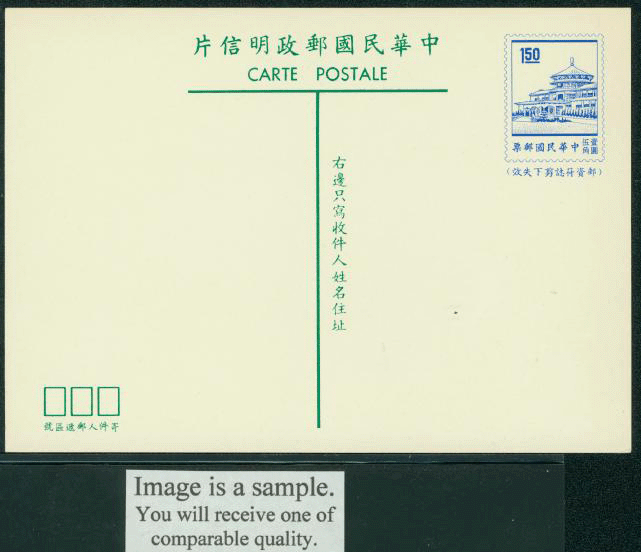 中華民國郵政明信片
CARTE POSTALE
1.50
中華民國郵票
壹圓
伍角
(郵資符誌剪下失效)
右邊只寫收件人姓名住址
寄件人郵遞區號
Image is a sample.
You will receive one of
comparable quality.